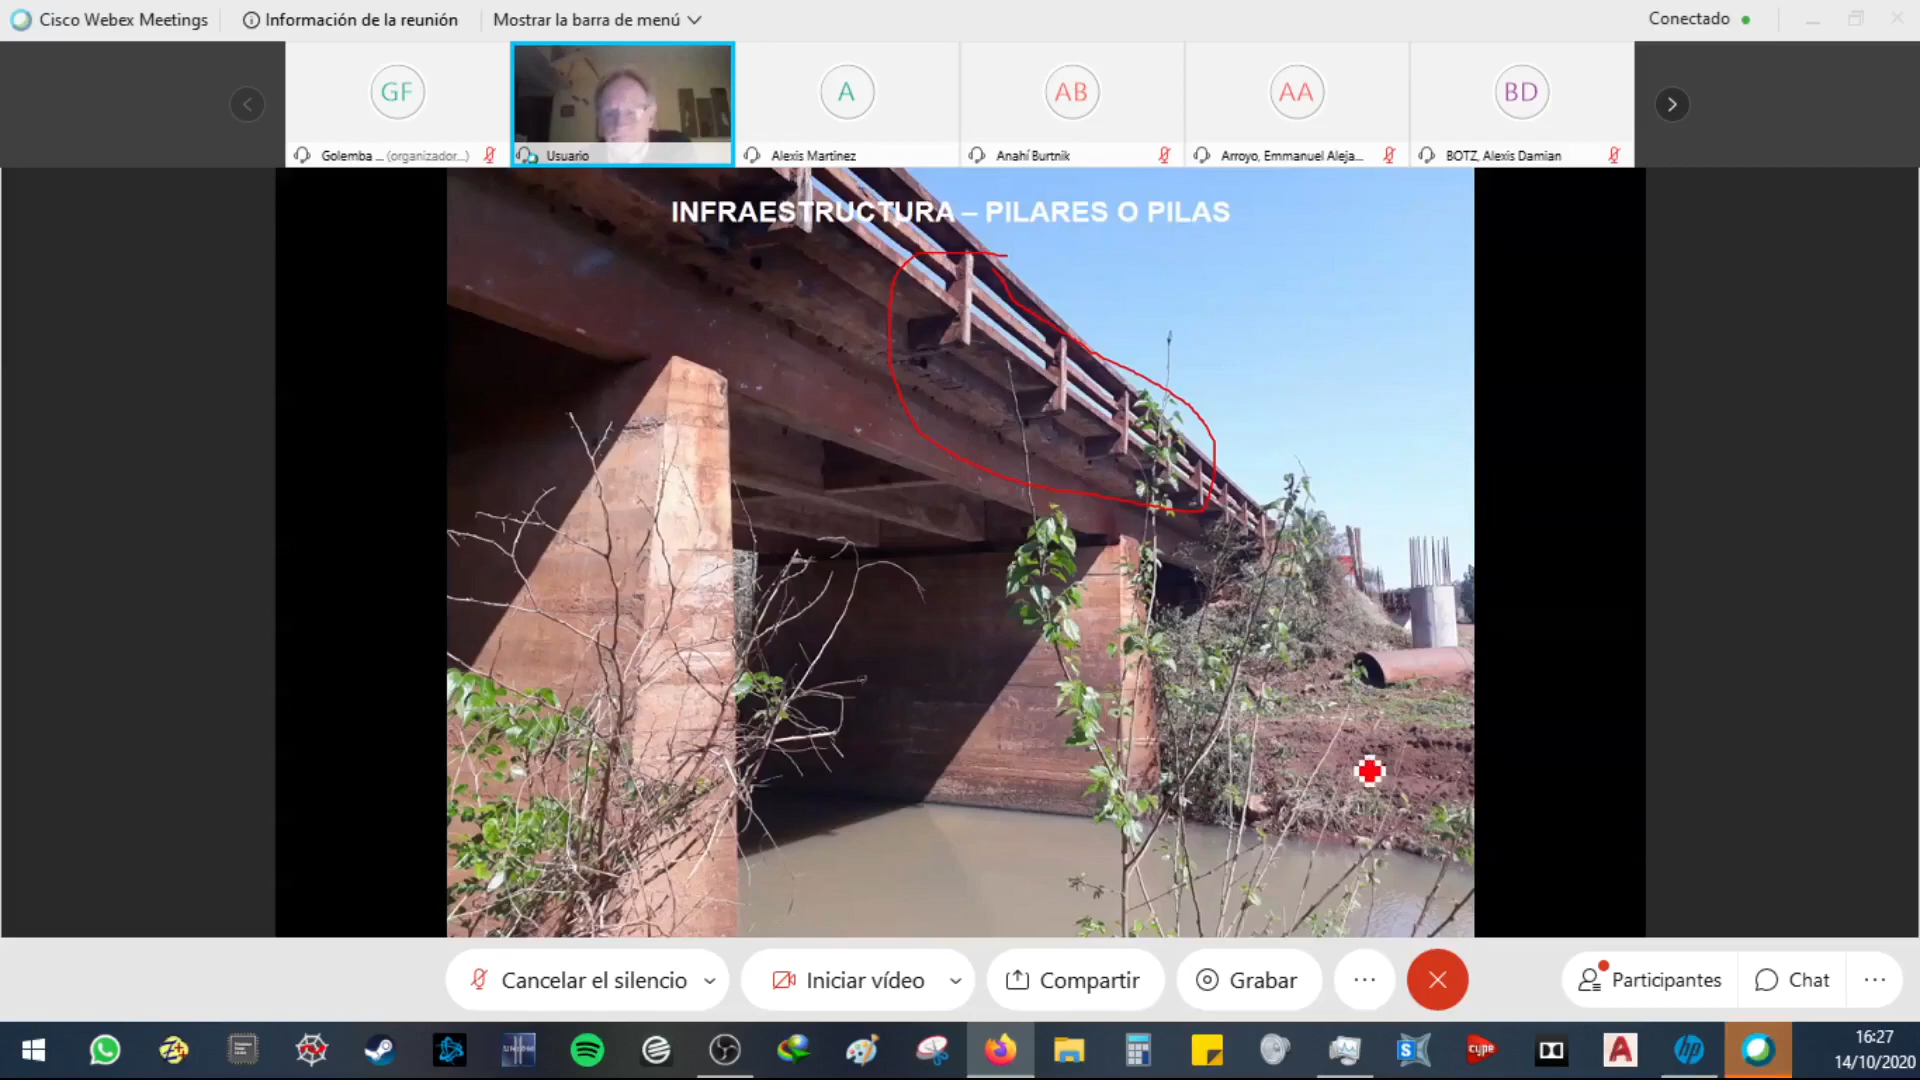 Cisco Webex Meetings
Información de la reunión
Mostrar la barra de menú
Conectado
GF
A
AB
AA
BD
Golemba ... (organizador...)
Usuario
Alexis Martinez
Anahí Burtnik
Arroyo, Emmanuel Aleja...
BOTZ, Alexis Damian
INFRAESTRUCTURA – PILARES O PILAS
Cancelar el silencio
Iniciar vídeo
Compartir
Grabar
Participantes
Chat
cype
16:27
14/10/2020